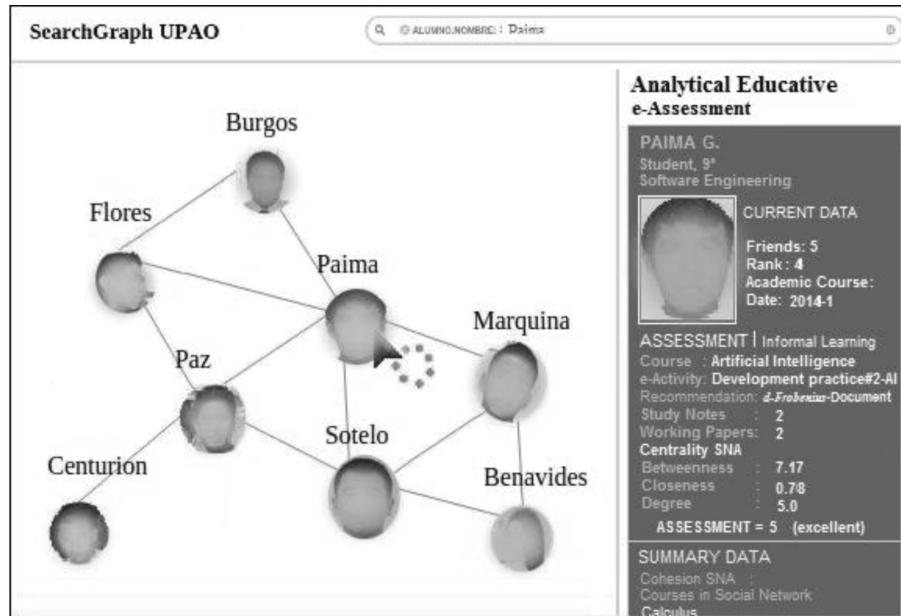 SearchGraph UPAO
ALUMNO.NOMBRE: : Paima
Burgos
Flores
Paima
Marquina
Paz
Sotelo
Centurion
Benavides
Analytical Educative
e-Assessment
PAIMA G.
Student, 9°
Software Engineering
CURRENT DATA
Friends: 5
Rank : 4
Academic Course:
Date: 2014-1
ASSESSMENT | Informal Learning
Course : Artificial Intelligence
e-Activity: Development practice#2-AI
Recommendation: d-Frobenius-Document
Study Notes : 2
Working Papers: 2
Centrality SNA
Betweenness : 7.17
Closeness : 0.78
Degree : 5.0
ASSESSMENT = 5 (excellent)
SUMMARY DATA
Cohesion SNA :
Courses in Social Network
Calculus